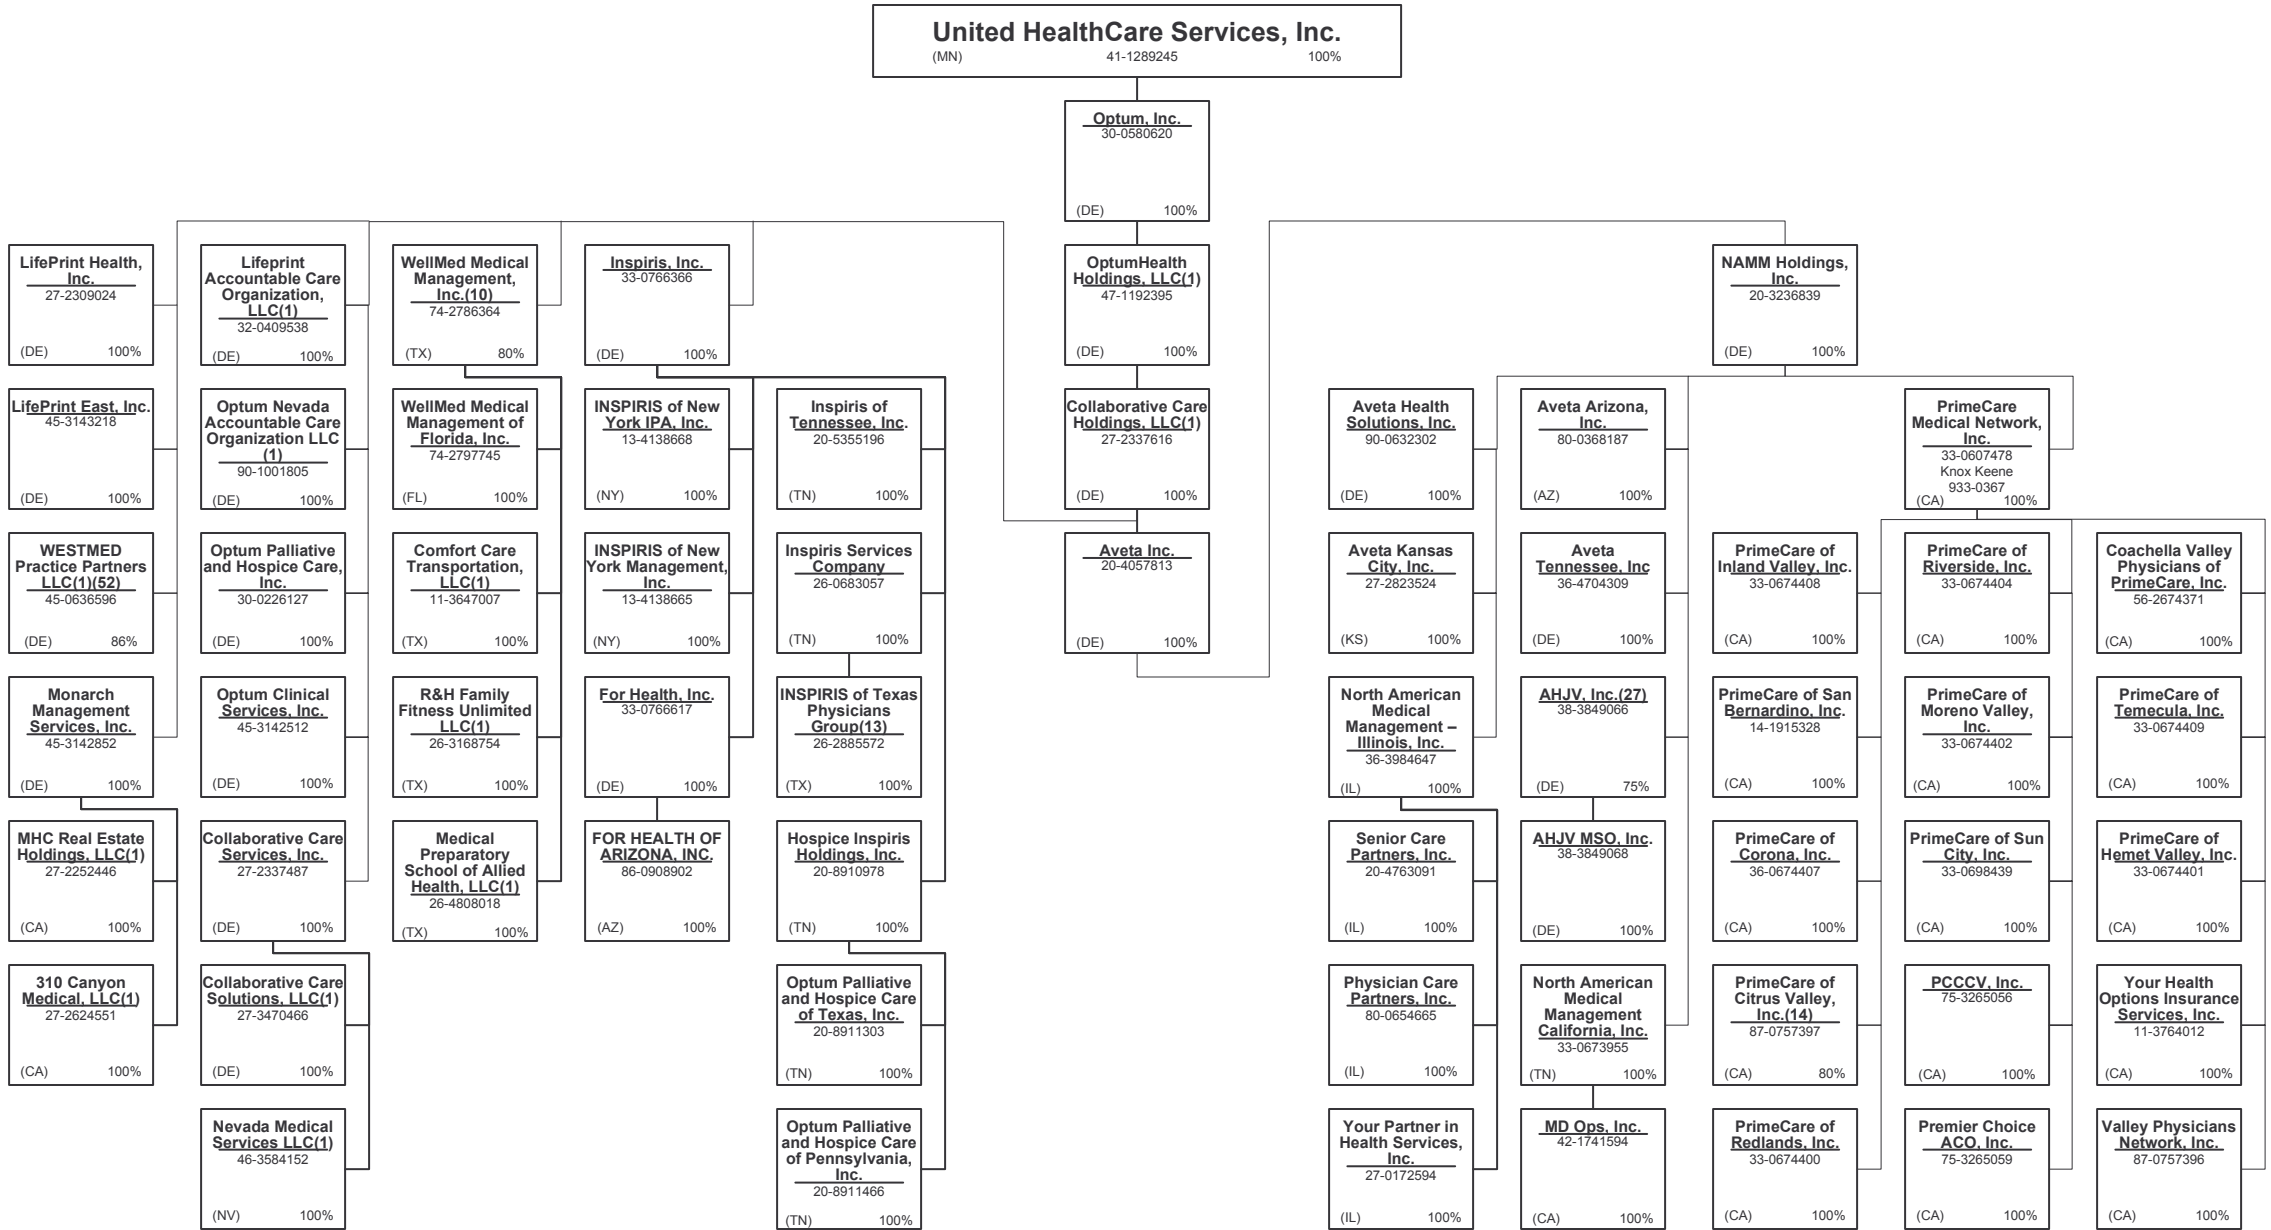 United HealthCare Services, Inc.
(MN) 41-1289245 100%
Optum, Inc.
30-0580620
(DE) 100%
LifePrint Health,
Inc.
27-2309024
(DE) 100%
Lifeprint
Accountable Care
Organization,
LLC(1)
32-0409538
(DE) 100%
WellMed Medical
Management,
Inc.(10)
74-2786364
(TX) 80%
Inspiris, Inc.
33-0766366
(DE) 100%
OptumHealth
Holdings, LLC(1)
47-1192395
(DE) 100%
NAMM Holdings,
Inc.
20-3236839
(DE) 100%
LifePrint East, Inc.
45-3143218
(DE) 100%
Optum Nevada
Accountable Care
Organization LLC
(1)
90-1001805
(DE) 100%
WellMed Medical
Management of
Florida, Inc.
74-2797745
(FL) 100%
INSPIRIS of New
York IPA, Inc.
13-4138668
(NY) 100%
Inspiris of
Tennessee, Inc.
20-5355196
(TN) 100%
Collaborative Care
Holdings, LLC(1)
27-2337616
(DE) 100%
Aveta Health
Solutions, Inc.
90-0632302
(DE) 100%
Aveta Arizona,
Inc.
80-0368187
(AZ) 100%
PrimeCare
Medical Network,
Inc.
33-0607478
Knox Keene
933-0367
(CA) 100%
WESTMED
Practice Partners
LLC(1)(52)
45-0636596
(DE) 86%
Optum Palliative
and Hospice Care,
Inc.
30-0226127
(DE) 100%
Comfort Care
Transportation,
LLC(1)
11-3647007
(TX) 100%
INSPIRIS of New
York Management,
Inc.
13-4138665
(NY) 100%
Inspiris Services
Company
26-0683057
(TN) 100%
Aveta Inc.
20-4057813
(DE) 100%
Aveta Kansas
City, Inc.
27-2823524
(KS) 100%
Aveta
Tennessee, Inc
36-4704309
(DE) 100%
PrimeCare of
Inland Valley, Inc.
33-0674408
(CA) 100%
PrimeCare of
Riverside, Inc.
33-0674404
(CA) 100%
Coachella Valley
Physicians of
PrimeCare, Inc.
56-2674371
(CA) 100%
Monarch
Management
Services, Inc.
45-3142852
(DE) 100%
Optum Clinical
Services, Inc.
45-3142512
(DE) 100%
R&H Family
Fitness Unlimited
LLC(1)
26-3168754
(TX) 100%
For Health, Inc.
33-0766617
(DE) 100%
INSPIRIS of Texas
Physicians
Group(13)
26-2885572
(TX) 100%
North American
Medical
Management –
Illinois, Inc.
36-3984647
(IL) 100%
AHJV, Inc.(27)
38-3849066
(DE) 75%
PrimeCare of San
Bernardino, Inc.
14-1915328
(CA) 100%
PrimeCare of
Moreno Valley,
Inc.
33-0674402
(CA) 100%
PrimeCare of
Temecula, Inc.
33-0674409
(CA) 100%
MHC Real Estate
Holdings, LLC(1)
27-2252446
(CA) 100%
Collaborative Care
Services, Inc.
27-2337487
(DE) 100%
Medical
Preparatory
School of Allied
Health, LLC(1)
26-4808018
(TX) 100%
FOR HEALTH OF
ARIZONA, INC.
86-0908902
(AZ) 100%
Hospice Inspiris
Holdings, Inc.
20-8910978
(TN) 100%
Senior Care
Partners, Inc.
20-4763091
(IL) 100%
AHJV MSO, Inc.
38-3849068
(DE) 100%
PrimeCare of
Corona, Inc.
36-0674407
(CA) 100%
PrimeCare of Sun
City, Inc.
33-0698439
(CA) 100%
PrimeCare of
Hemet Valley, Inc.
33-0674401
(CA) 100%
310 Canyon
Medical, LLC(1)
27-2624551
(CA) 100%
Collaborative Care
Solutions, LLC(1)
27-3470466
(DE) 100%
Optum Palliative
and Hospice Care
of Texas, Inc.
20-8911303
(TN) 100%
Physician Care
Partners, Inc.
80-0654665
(IL) 100%
North American
Medical
Management
California, Inc.
33-0673955
(TN) 100%
PrimeCare of
Citrus Valley,
Inc.(14)
87-0757397
(CA) 80%
PCCCV, Inc.
75-3265056
(CA) 100%
Your Health
Options Insurance
Services, Inc.
11-3764012
(CA) 100%
Nevada Medical
Services LLC(1)
46-3584152
(NV) 100%
Optum Palliative
and Hospice Care
of Pennsylvania,
Inc.
20-8911466
(TN) 100%
Your Partner in
Health Services,
Inc.
27-0172594
(IL) 100%
MD Ops, Inc.
42-1741594
(CA) 100%
PrimeCare of
Redlands, Inc.
33-0674400
(CA) 100%
Premier Choice
ACO, Inc.
75-3265059
(CA) 100%
Valley Physicians
Network, Inc.
87-0757396
(CA) 100%